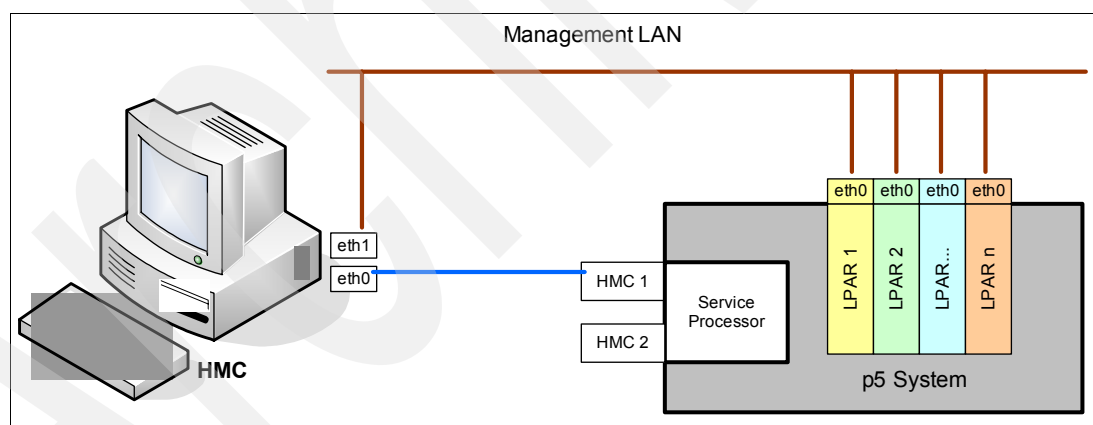 Management LAN
eth0 eth0 eth0 eth0
eth1
eth0
HMC 1
HMC 2
Service
Processor
LPAR 1
LPAR 2
LPAR...
LPAR n
HMC
p5 System